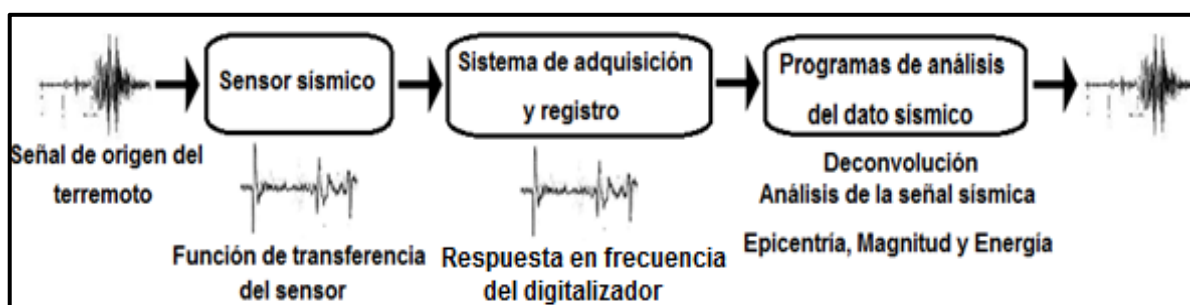 Señal de origen del
terremoto
Sensor sísmico
Función de transferencia
del sensor
Sistema de adquisición
y registro
Respuesta en frecuencia
del digitalizador
Programas de análisis
del dato sísmico
Deconvolución
Análisis de la señal sísmica
Epicentría, Magnitud y Energía